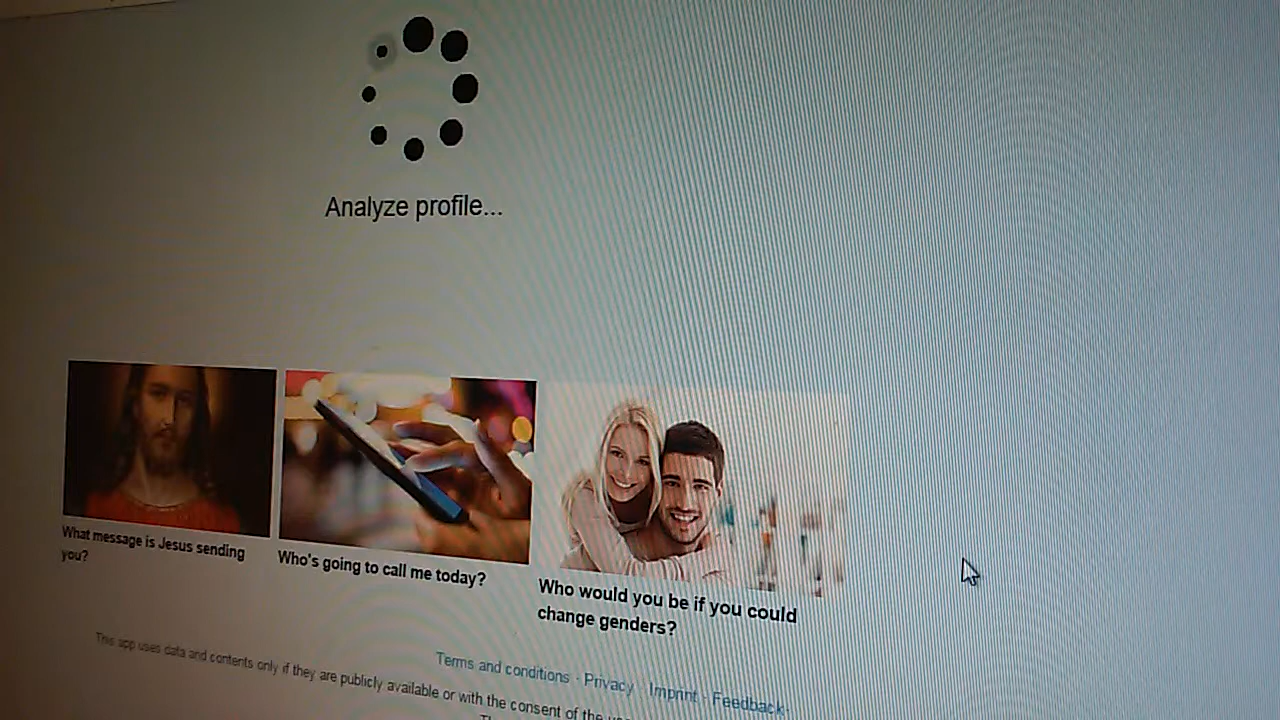 Analyze profile...
What message is Jesus sending
you?
Who's going to call me today?
Who would you be if you could
change genders?
Terms and conditions · Privacy · Imprint · Feedback
This app uses data and contents only if they are publicly available or with the consent of the